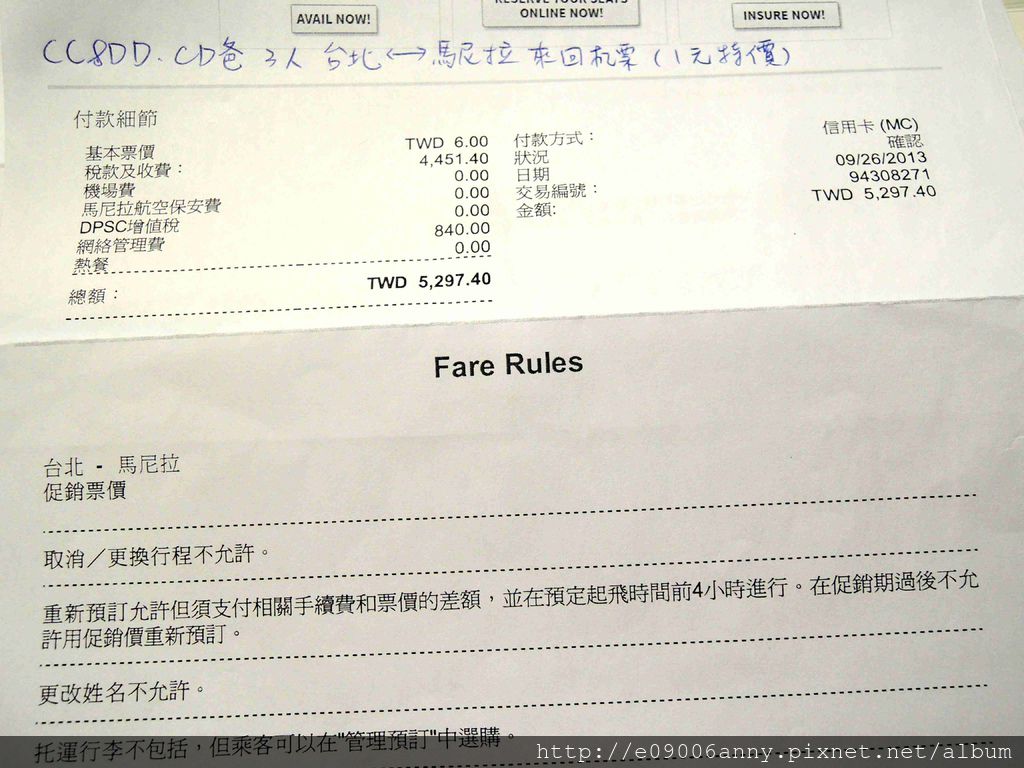 AVAIL NOW!
RESERVE YOUR SEATS
ONLINE NOW!
INSURE NOW!
CC&DD.CD爸 3人 台北<->馬尼拉 來回机票(1元特價)
付款細節
基本票價 TWD 6.00
稅款及收費： 4,451.40
機場費 0.00
馬尼拉航空保安費 0.00
DPSC增值稅 0.00
網絡管理費 840.00
熱餐 0.00
總額： TWD 5,297.40
付款方式： 信用卡 (MC)
狀況 確認
日期 09/26/2013
交易編號： 94308271
金額: TWD 5,297.40
Fare Rules
台北 - 馬尼拉
促銷票價
取消／更換行程不允許。
重新預訂允許但須支付相關手續費和票價的差額，並在預定起飛時間前4小時進行。在促銷期過後不允
許用促銷價重新預訂。
更改姓名不允許。
托運行李不包括，但乘客可以在"管理預訂"中選購。
http://e09006anny.pixnet.net/album